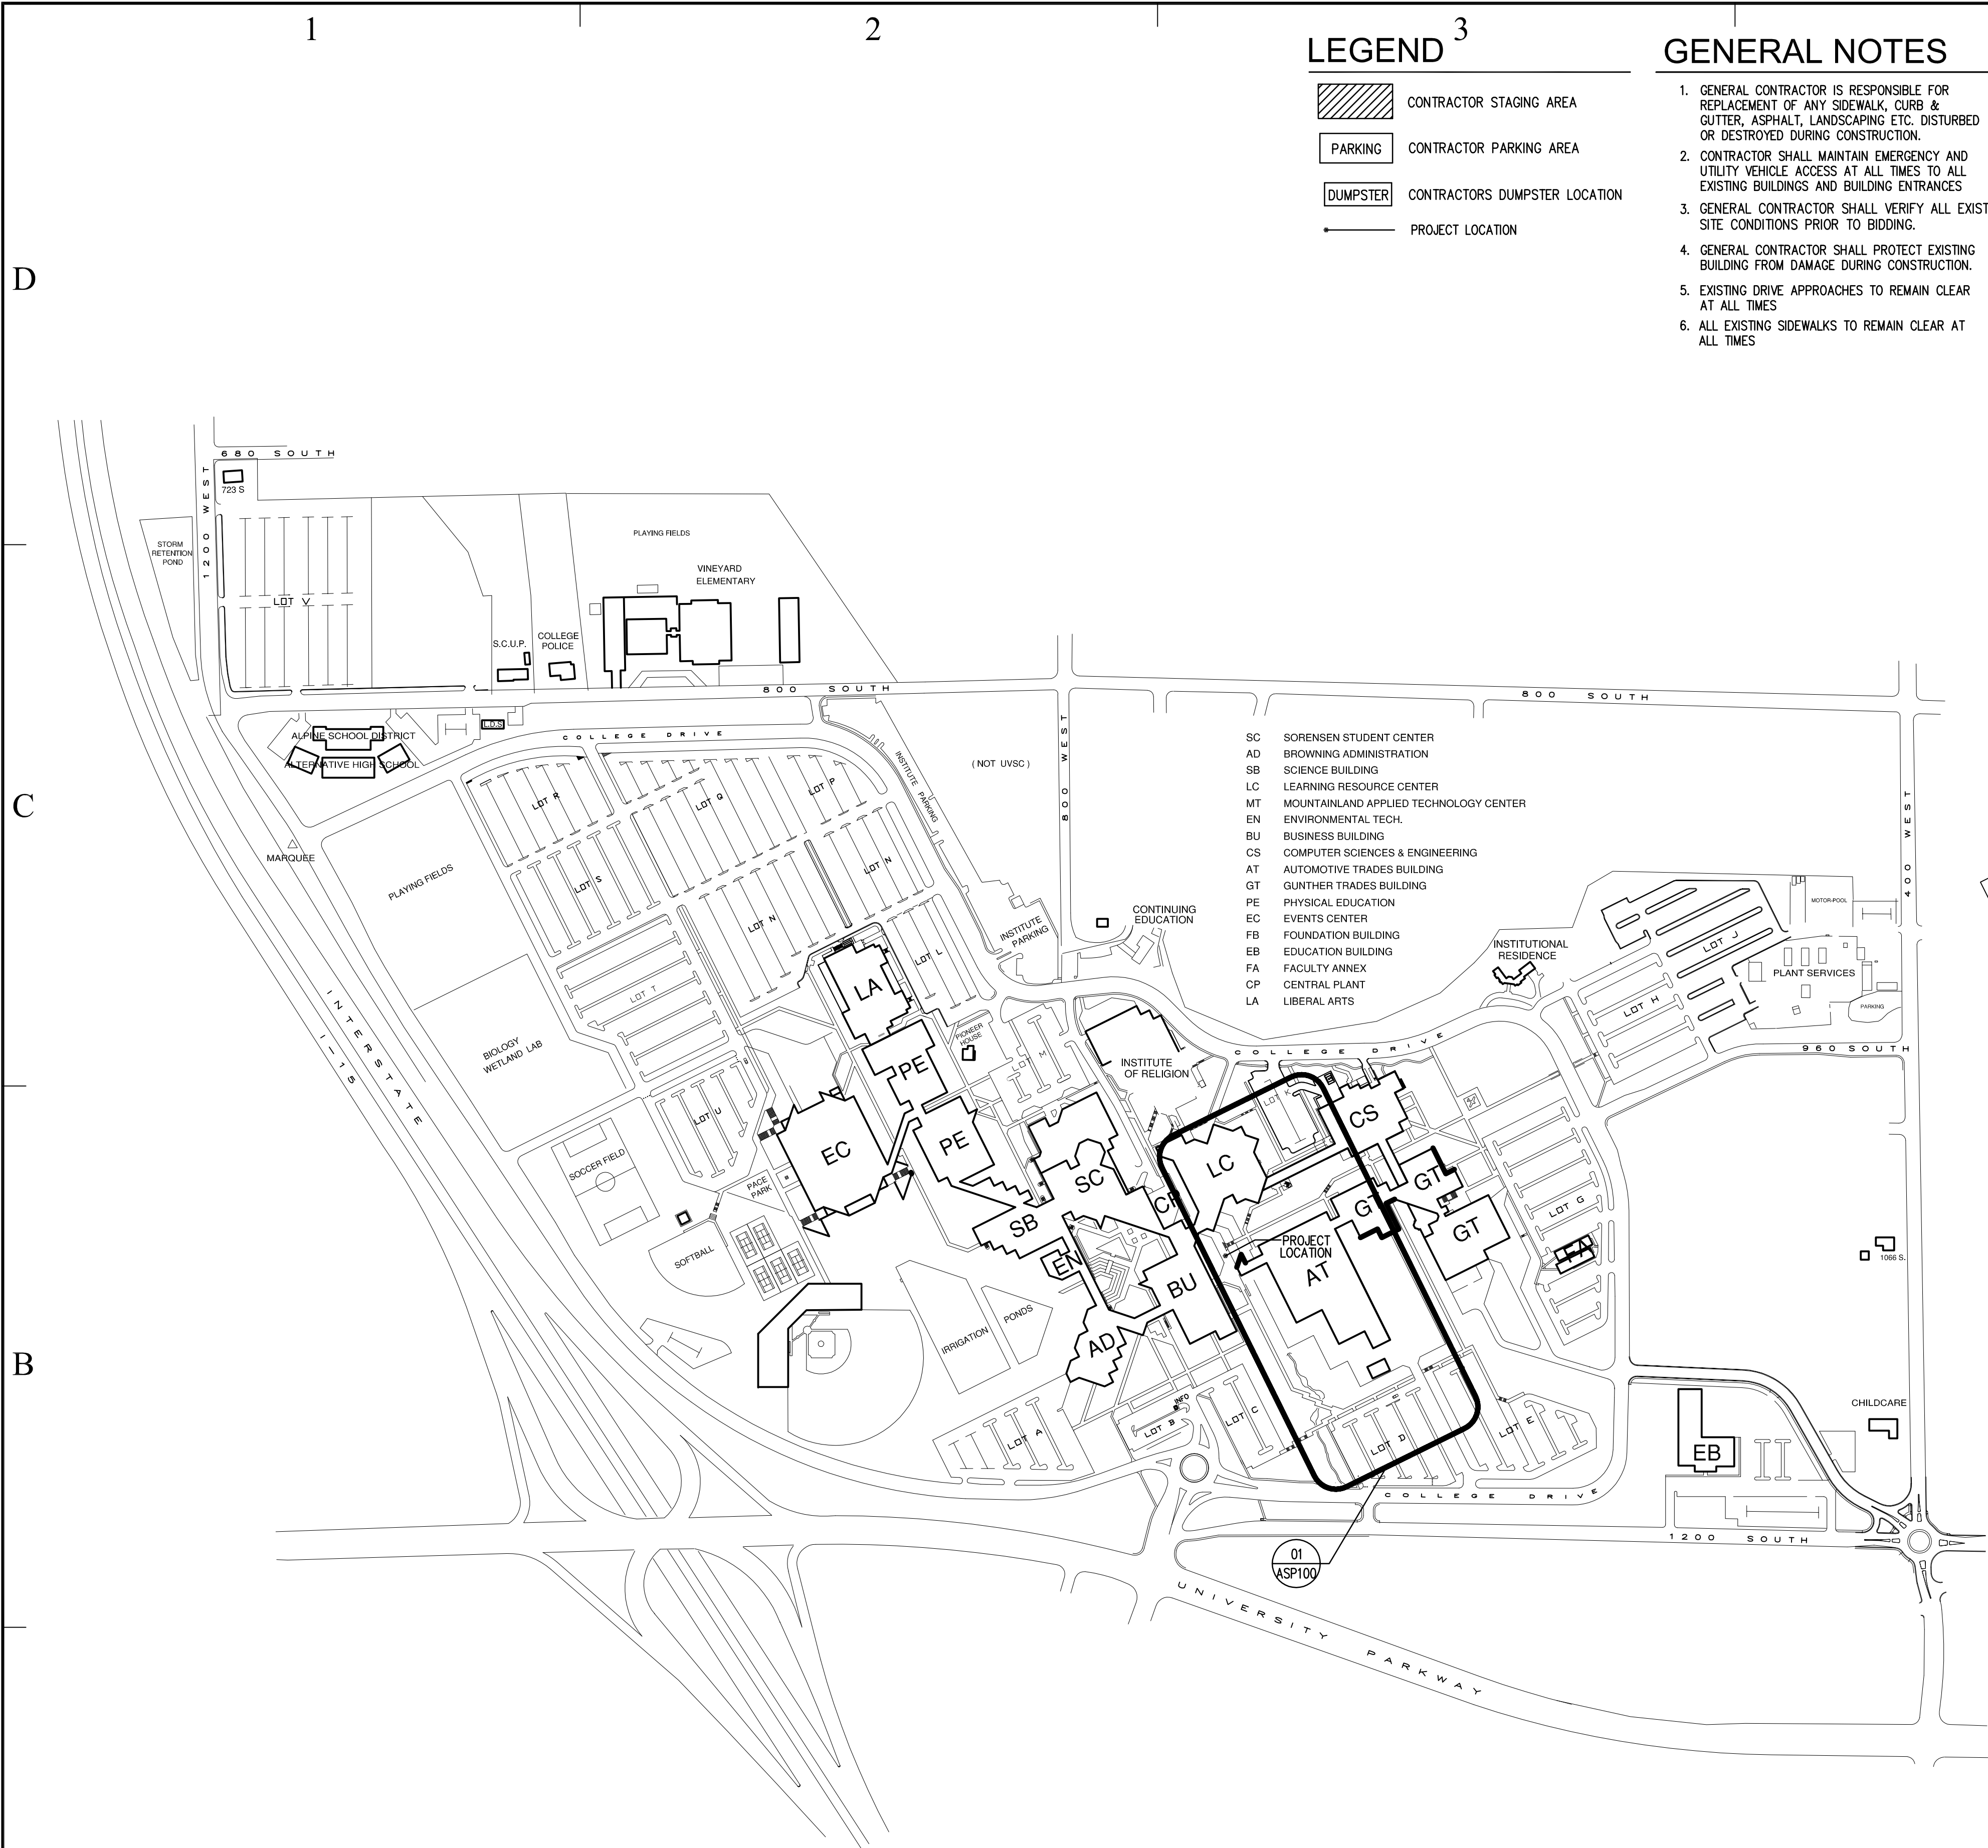 1
2
3
LEGEND
CONTRACTOR STAGING AREA
PARKING CONTRACTOR PARKING AREA
DUMPSTER CONTRACTORS DUMPSTER LOCATION
PROJECT LOCATION
GENERAL NOTES
1. GENERAL CONTRACTOR IS RESPONSIBLE FOR
REPLACEMENT OF ANY SIDEWALK, CURB &
GUTTER, ASPHALT, LANDSCAPING ETC. DISTURBED
OR DESTROYED DURING CONSTRUCTION.
2. CONTRACTOR SHALL MAINTAIN EMERGENCY AND
UTILITY VEHICLE ACCESS AT ALL TIMES TO ALL
EXISTING BUILDINGS AND BUILDING ENTRANCES
3. GENERAL CONTRACTOR SHALL VERIFY ALL EXIST
SITE CONDITIONS PRIOR TO BIDDING.
4. GENERAL CONTRACTOR SHALL PROTECT EXISTING
BUILDING FROM DAMAGE DURING CONSTRUCTION.
5. EXISTING DRIVE APPROACHES TO REMAIN CLEAR
AT ALL TIMES
6. ALL EXISTING SIDEWALKS TO REMAIN CLEAR AT
ALL TIMES
D
C
B
680 SOUTH
723 S
1200 WEST
STORM
RETENTION
POND
LOT V
PLAYING FIELDS
VINEYARD
ELEMENTARY
S.C.U.P.
COLLEGE
POLICE
800 SOUTH
800 SOUTH
L.D.S
ALPINE SCHOOL DISTRICT
ALTERNATIVE HIGH SCHOOL
COLLEGE DRIVE
INSTITUTE PARKING
(NOT UVSC)
800 WEST
400 WEST
SC SORENSEN STUDENT CENTER
AD BROWNING ADMINISTRATION
SB SCIENCE BUILDING
LC LEARNING RESOURCE CENTER
MT MOUNTAINLAND APPLIED TECHNOLOGY CENTER
EN ENVIRONMENTAL TECH.
BU BUSINESS BUILDING
CS COMPUTER SCIENCES & ENGINEERING
AT AUTOMOTIVE TRADES BUILDING
GT GUNTHER TRADES BUILDING
PE PHYSICAL EDUCATION
EC EVENTS CENTER
FB FOUNDATION BUILDING
EB EDUCATION BUILDING
FA FACULTY ANNEX
CP CENTRAL PLANT
LA LIBERAL ARTS
LOT R
LOT Q
LOT P
MARQUEE
PLAYING FIELDS
LOT S
LOT N
LOT N
LOT L
INSTITUTE
PARKING
CONTINUING
EDUCATION
INSTITUTIONAL
RESIDENCE
MOTOR-POOL
LOT J
PLANT SERVICES
PARKING
LOT H
960 SOUTH
LOT T
LA
INTERSTATE
I-15
BIOLOGY
WETLAND LAB
PIONEER
HOUSE
LOT M
PE
INSTITUTE
OF RELIGION
COLLEGE DRIVE
LOT K
CS
LOT U
EC
PE
SC
LC
GT
GT
GT
LOT G
SOCCER FIELD
PACE
PARK
SB
CP
SOFTBALL
EN
PROJECT
LOCATION
AT
FA
1066 S.
BU
IRRIGATION
PONDS
AD
INFO
LOT A
LOT B
LOT C
LOT D
LOT E
CHILDCARE
EB
COLLEGE DRIVE
1200 SOUTH
01
ASP100
UNIVERSITY PARKWAY